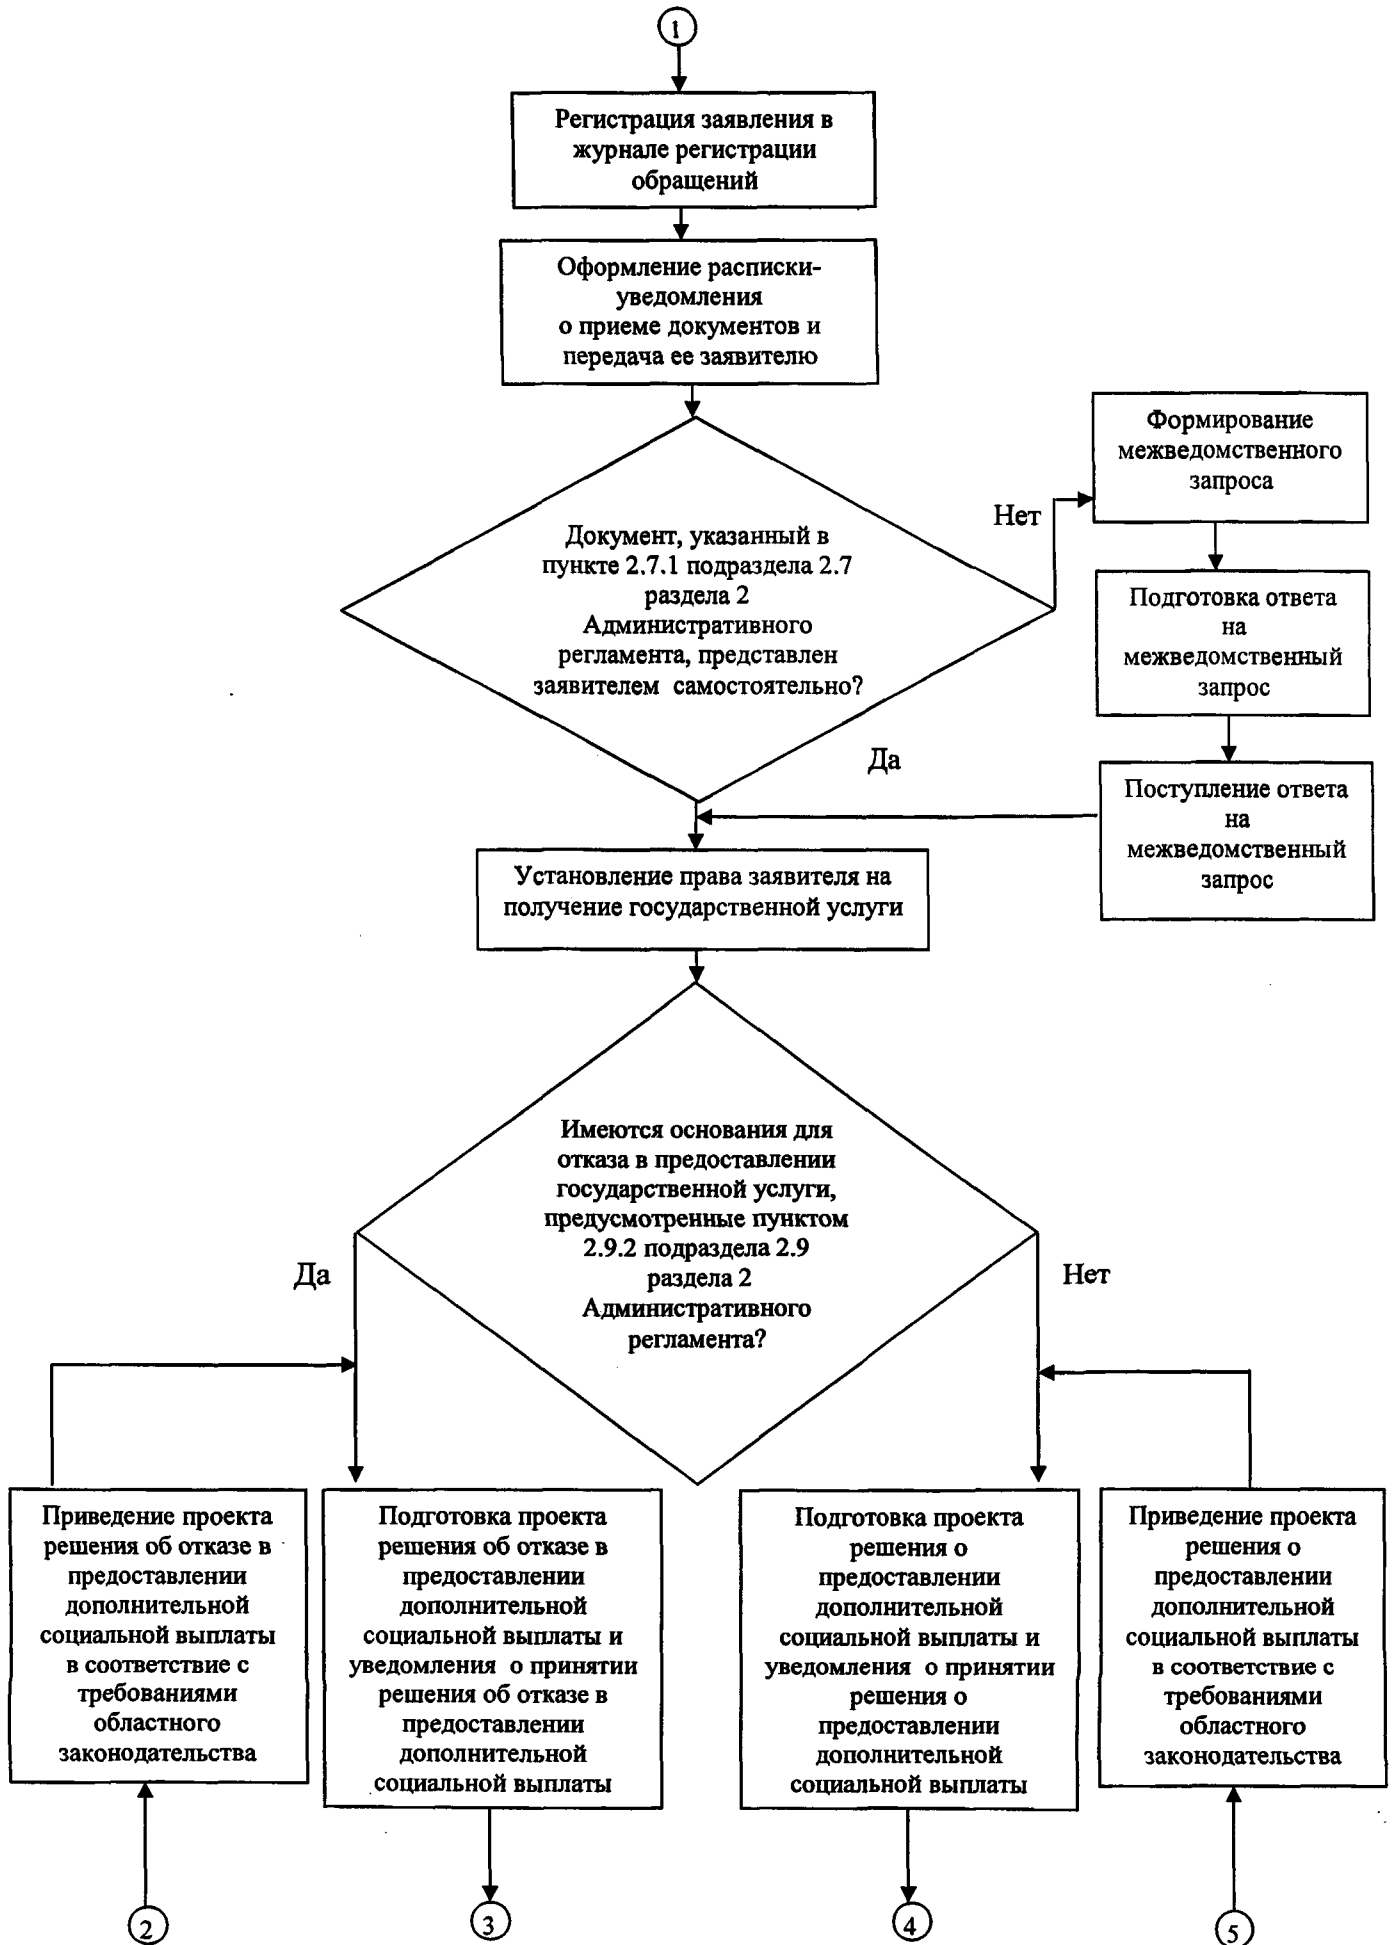 1
Регистрация заявления в
журнале регистрации
обращений
Оформление расписки-
уведомления
о приеме документов и
передача ее заявителю
Документ, указанный в
пункте 2.7.1 подраздела 2.7
раздела 2
Административного
регламента, представлен
заявителем самостоятельно?
Нет
Формирование
межведомственного
запроса
Подготовка ответа
на
межведомственный
запрос
Да
Поступление ответа
на
межведомственный
запрос
Установление права заявителя на
получение государственной услуги
Имеются основания для
отказа в предоставлении
государственной услуги,
предусмотренные пунктом
2.9.2 подраздела 2.9
раздела 2
Административного
регламента?
Да
Нет
Приведение проекта
решения об отказе в
предоставлении
дополнительной
социальной выплаты
в соответствие с
требованиями
областного
законодательства
Подготовка проекта
решения об отказе в
предоставлении
дополнительной
социальной выплаты и
уведомления о принятии
решения об отказе в
предоставлении
дополнительной
социальной выплаты
Подготовка проекта
решения о
предоставлении
дополнительной
социальной выплаты и
уведомления о принятии
решения о
предоставлении
дополнительной
социальной выплаты
Приведение проекта
решения о
предоставлении
дополнительной
социальной выплаты
в соответствие с
требованиями
областного
законодательства
2
3
4
5